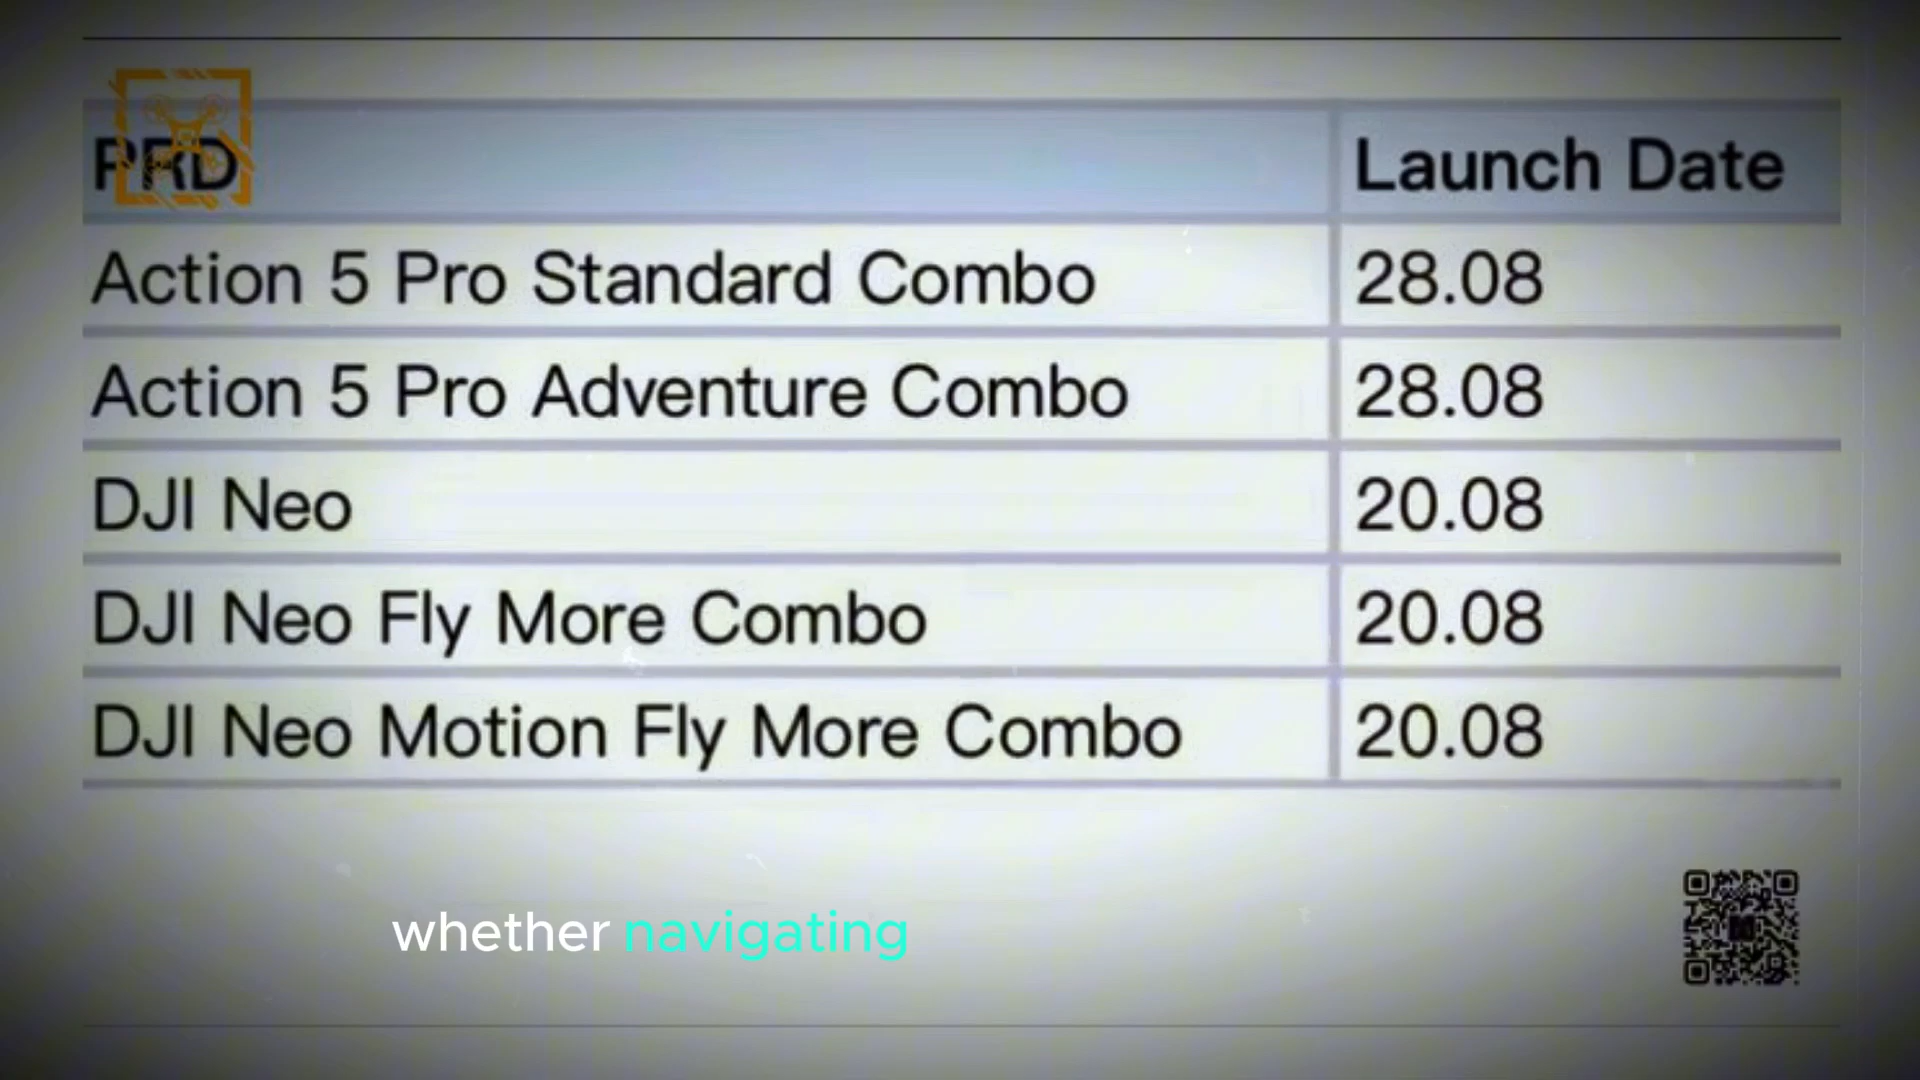 PRD Launch Date
Action 5 Pro Standard Combo 28.08
Action 5 Pro Adventure Combo 28.08
DJI Neo 20.08
DJI Neo Fly More Combo 20.08
DJI Neo Motion Fly More Combo 20.08
whether navigating